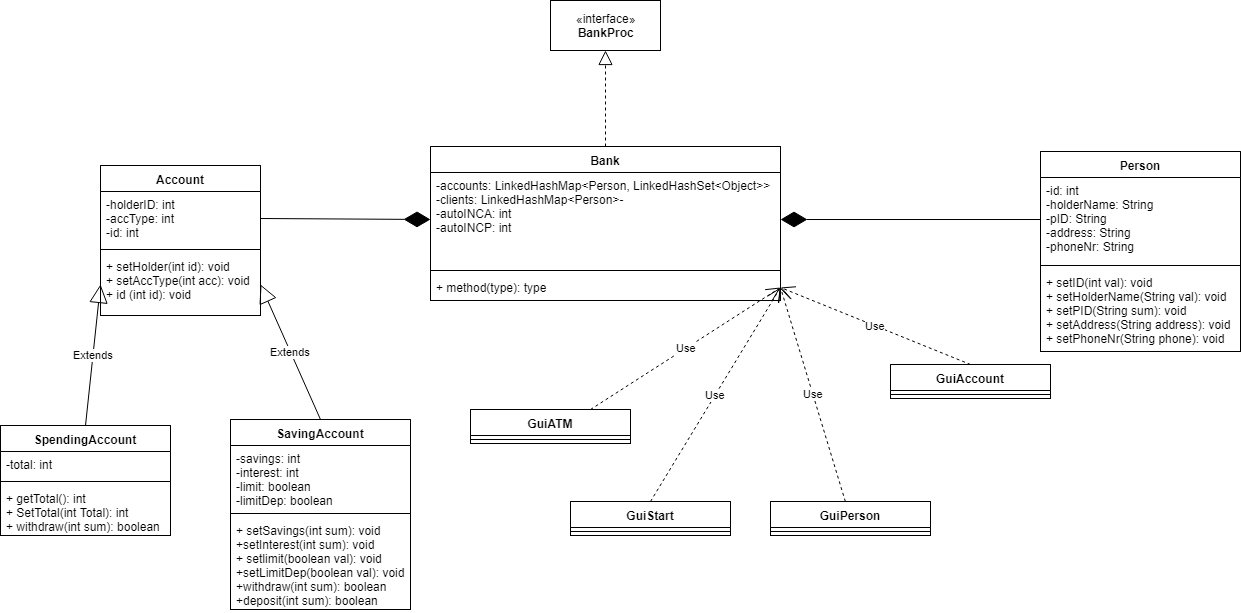 «interface»
BankProc
Bank
-accounts: LinkedHashMap<Person, LinkedHashSet<Object>>
-clients: LinkedHashMap<Person>-
-autoINCA: int
-autoINCP: int
+ method(type): type
Account
-holderID: int
-accType: int
-id: int
+ setHolder(int id): void
+ setAccType(int acc): void
+ id (int id): void
Person
-id: int
-holderName: String
-pID: String
-address: String
-phoneNr: String
+ setID(int val): void
+ setHolderName(String val): void
+ setPID(String sum): void
+ setAddress(String address): void
+ setPhoneNr(String phone): void
Extends
Extends
Use
Use
Use
Use
SpendingAccount
-total: int
+ getTotal(): int
+ SetTotal(int Total): int
+ withdraw(int sum): boolean
SavingAccount
-savings: int
-interest: int
-limit: boolean
-limitDep: boolean
+ setSavings(int sum): void
+setInterest(int sum): void
+ setlimit(boolean val): void
+setLimitDep(boolean val): void
+withdraw(int sum): boolean
+deposit(int sum): boolean
GuiATM
GuiAccount
GuiStart
GuiPerson